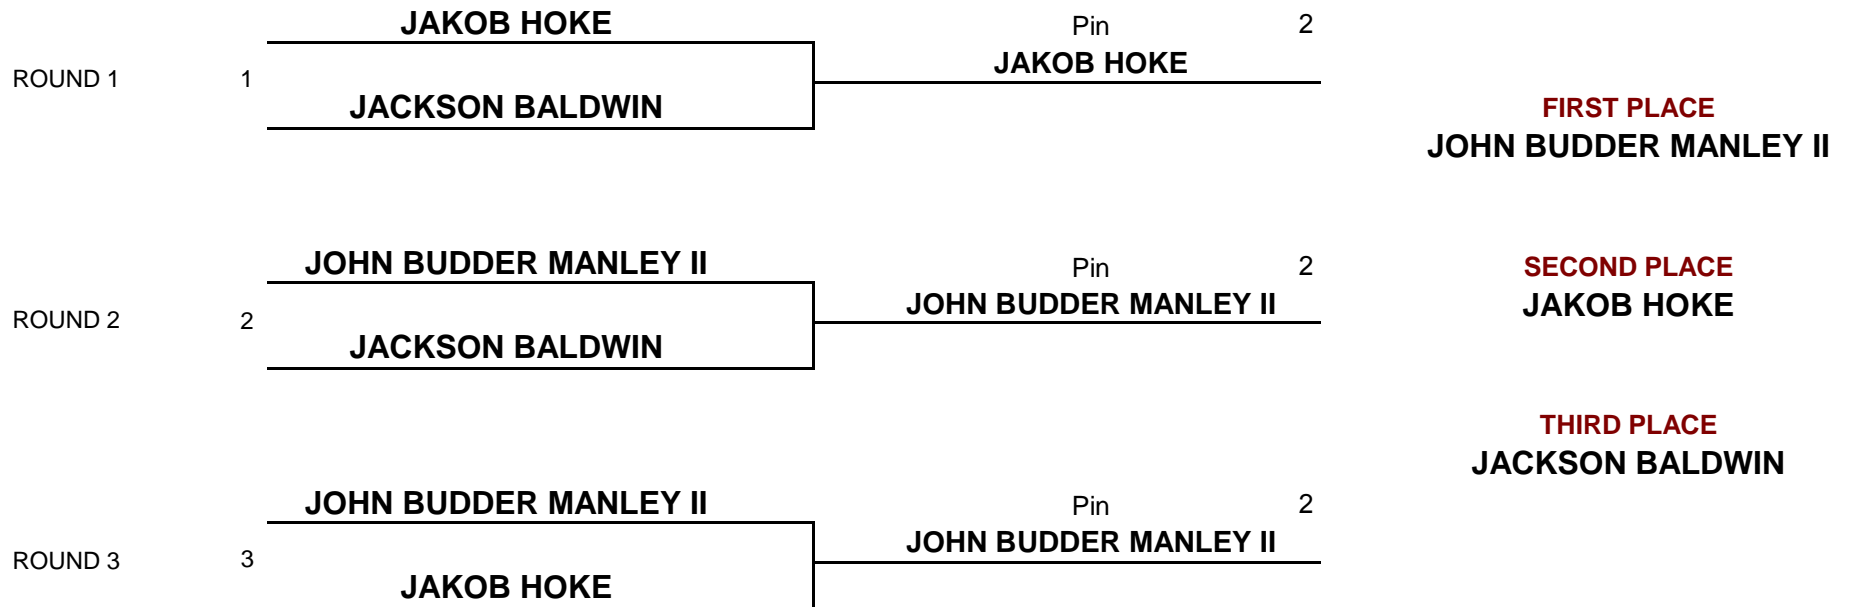 JAKOB HOKE
Pin 2
JAKOB HOKE
ROUND 1 1
JACKSON BALDWIN
FIRST PLACE
JOHN BUDDER MANLEY II
JOHN BUDDER MANLEY II
Pin 2
JOHN BUDDER MANLEY II
ROUND 2 2
JACKSON BALDWIN
SECOND PLACE
JAKOB HOKE
THIRD PLACE
JACKSON BALDWIN
JOHN BUDDER MANLEY II
Pin 2
JOHN BUDDER MANLEY II
ROUND 3 3
JAKOB HOKE